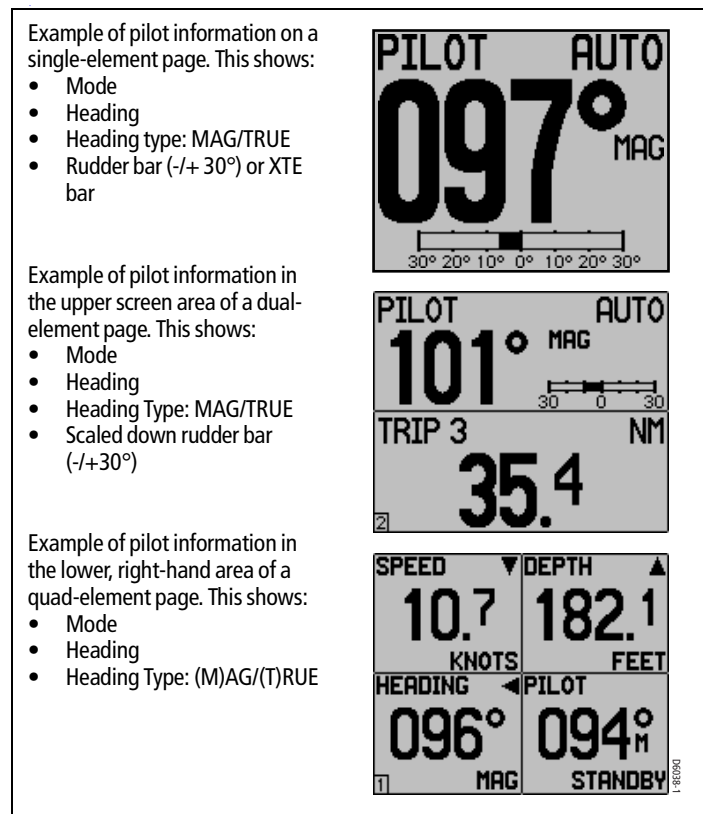 Example of pilot information on a
single-element page. This shows:
• Mode
• Heading
• Heading type: MAG/TRUE
• Rudder bar (-/+ 30°) or XTE
bar
PILOT AUTO
097° MAG
30° 20° 10° 0° 10° 20° 30°
Example of pilot information in
the upper screen area of a dual-
element page. This shows:
• Mode
• Heading
• Heading Type: MAG/TRUE
• Scaled down rudder bar
(-/+30°)
PILOT AUTO
101° MAG
30 0 30
TRIP 3 NM
35.4
2
Example of pilot information in
the lower, right-hand area of a
quad-element page. This shows:
• Mode
• Heading
• Heading Type: (M)AG/(T)RUE
SPEED ▼ DEPTH ▲
10.7 182.1
KNOTS FEET
HEADING ◄ PILOT
096° 094° M
1 MAG STANDBY
D6038-1